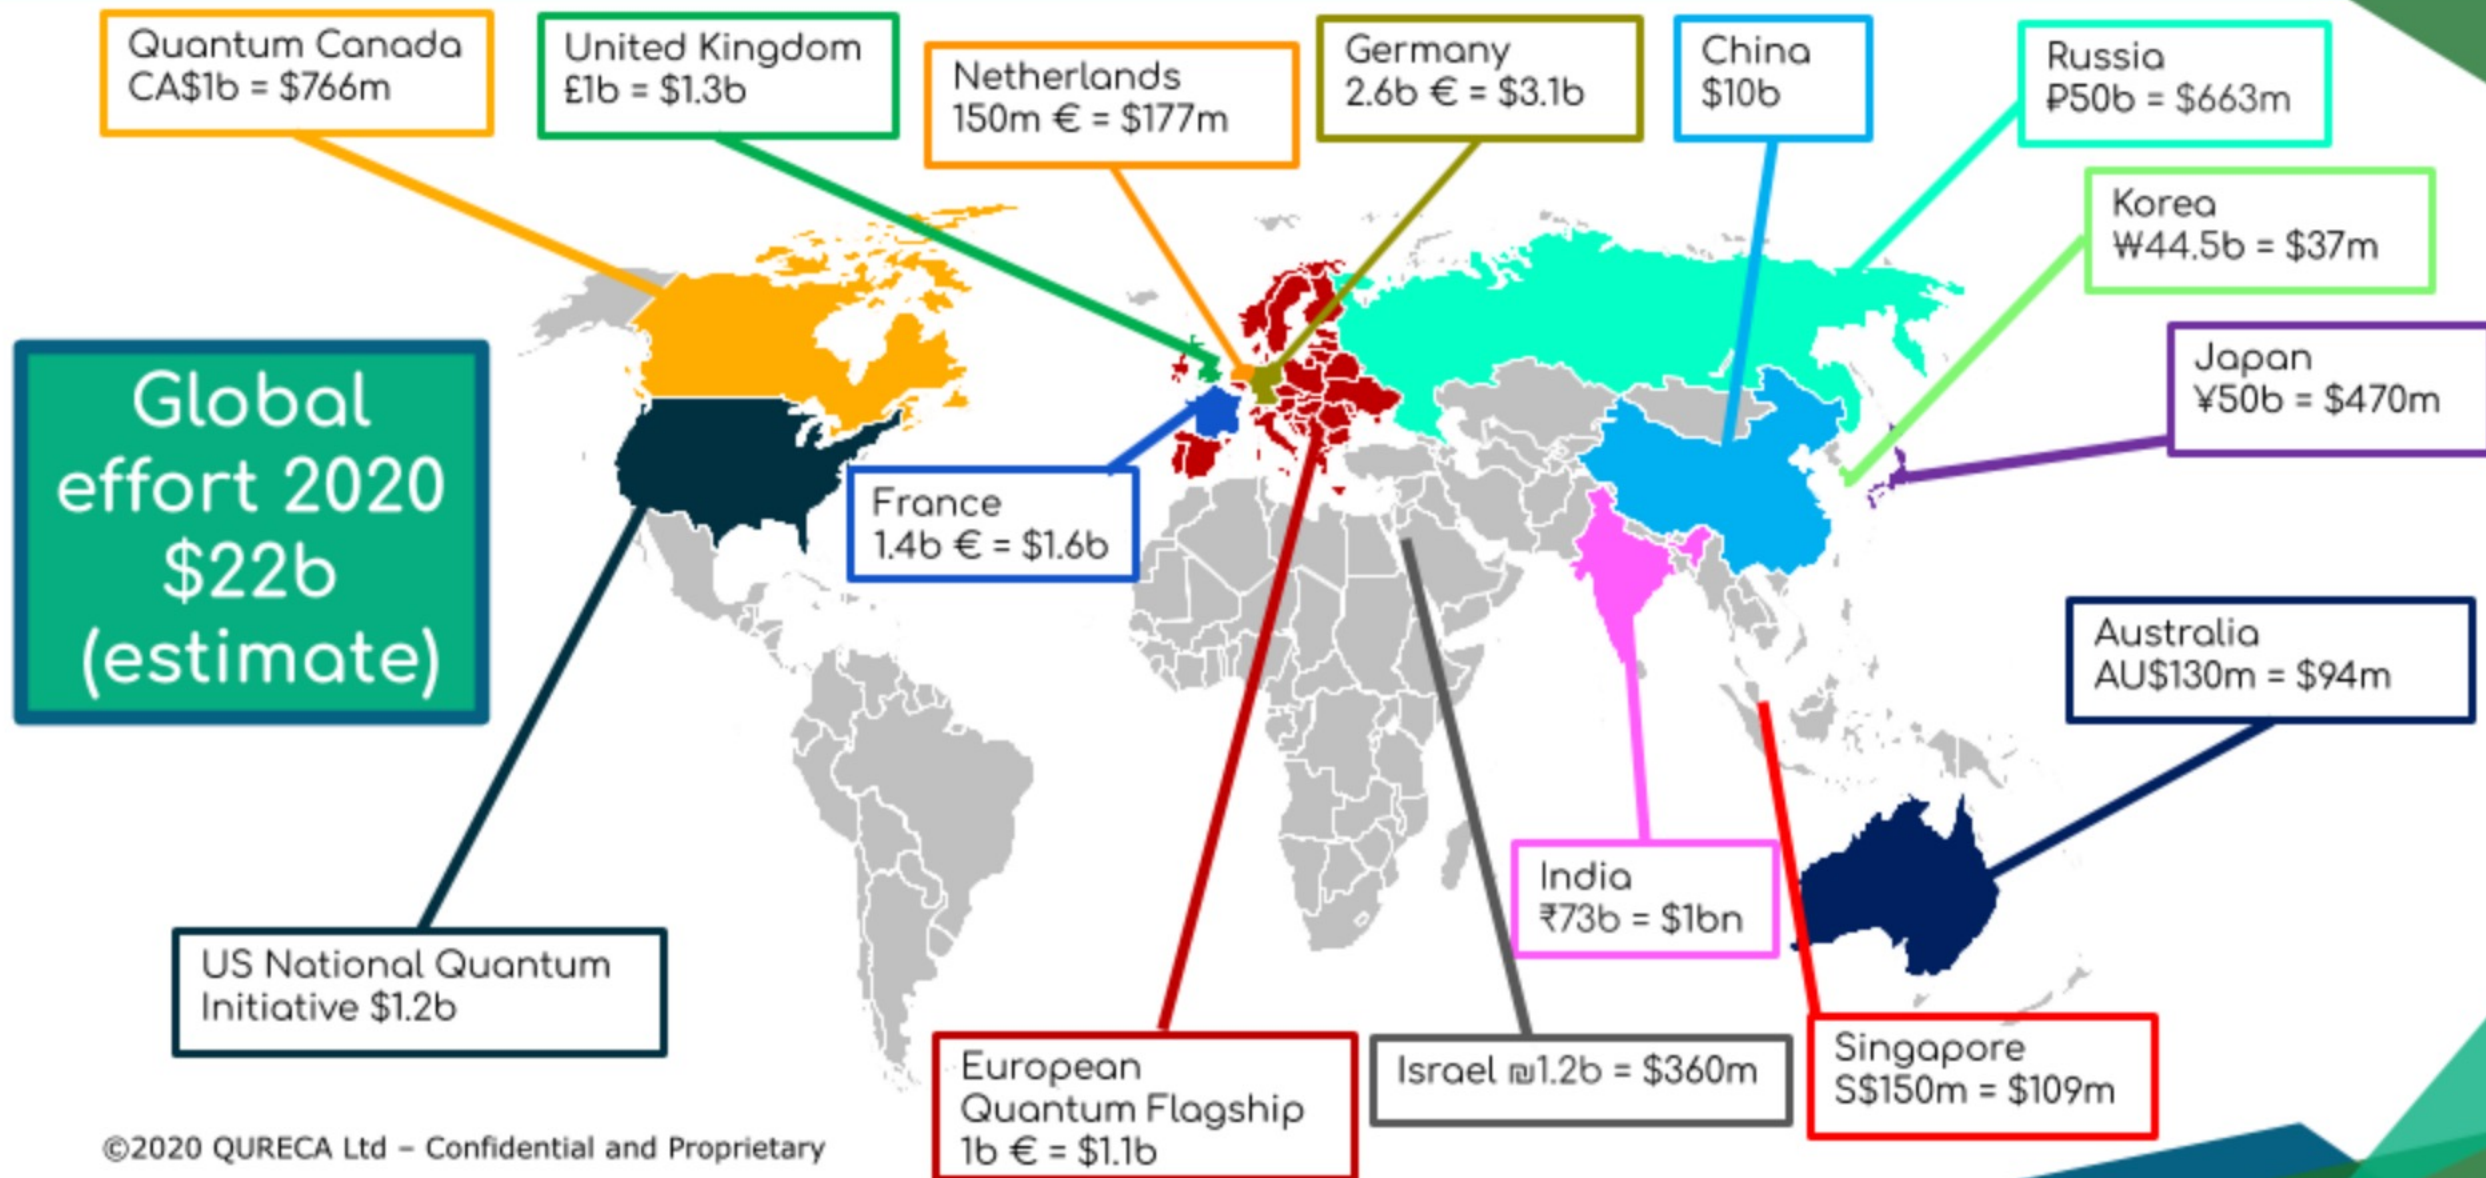 Quantum Canada
CA$1b = $766m
United Kingdom
£1b = $1.3b
Netherlands
150m € = $177m
Germany
2.6b € = $3.1b
China
$10b
Russia
₽50b = $663m
Korea
₩44.5b = $37m
Japan
¥50b = $470m
Global
effort 2020
$22b
(estimate)
France
1.4b € = $1.6b
Australia
AU$130m = $94m
India
₹73b = $1bn
US National Quantum
Initiative $1.2b
European
Quantum Flagship
1b € = $1.1b
Israel ₪1.2b = $360m
Singapore
S$150m = $109m
©2020 QURECA Ltd – Confidential and Proprietary